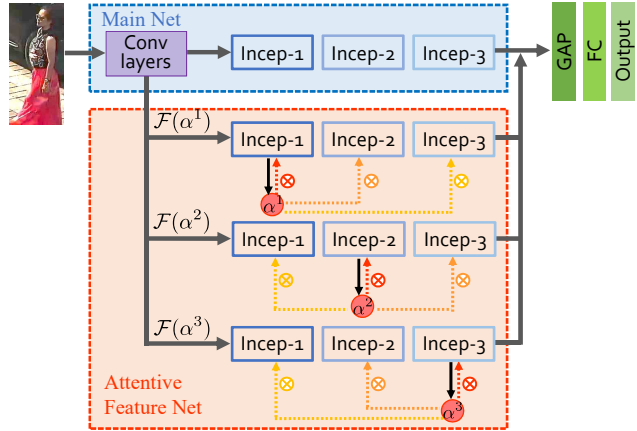 Main Net
Conv
layers
Incep-1 Incep-2 Incep-3
GAP
FC
Output
F(α¹)
Incep-1 Incep-2 Incep-3
α¹
F(α²)
Incep-1 Incep-2 Incep-3
α²
F(α³)
Incep-1 Incep-2 Incep-3
α³
Attentive
Feature Net